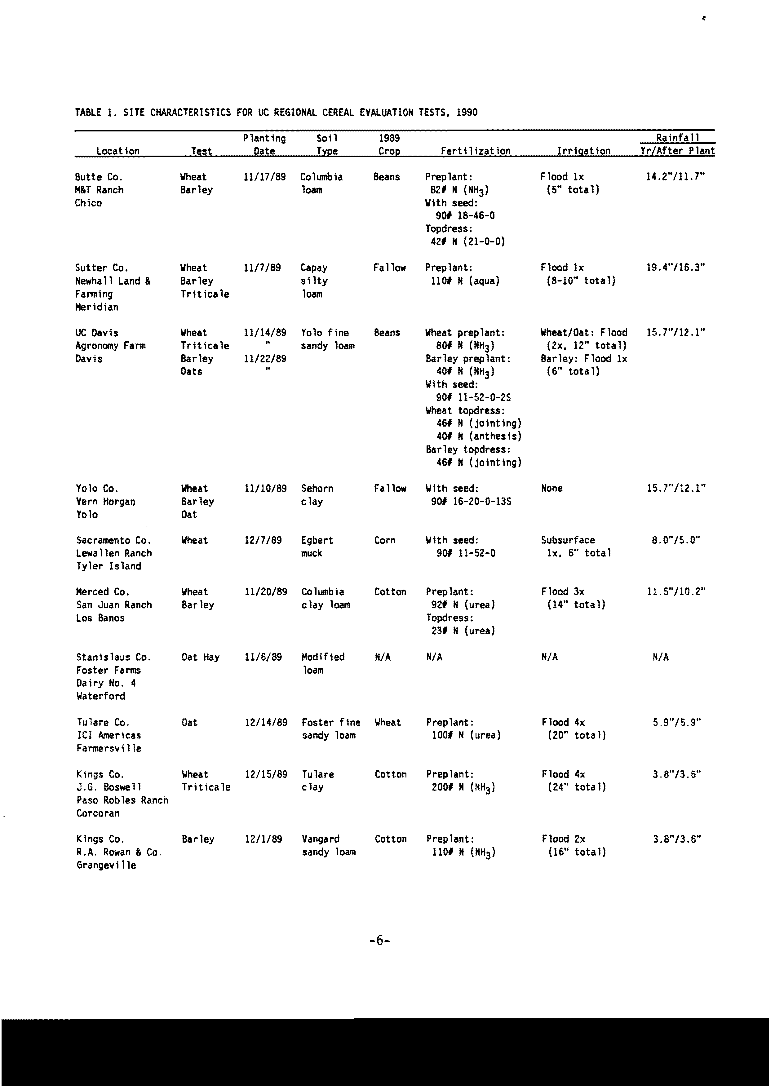 TABLE 1. SITE CHARACTERISTICS FOR UC REGIONAL CEREAL EVALUATION TESTS, 1990
Planting Soil 1989 Rainfall
Location Test Date Type Crop Fertilization Irrigation Yr/After Plant
Butte Co. Wheat 11/17/89 Columbia Beans Preplant: Flood 1x 14.2"/11.7"
M&T Ranch Barley loam 82# N (NH3) (5" total)
Chico With seed:
90# 18-46-0
Topdress:
42# N (21-0-0)
Sutter Co. Wheat 11/7/89 Capay Fallow Preplant: Flood 1x 19.4"/16.3"
Newhall Land & Barley silty 110# N (aqua) (8-10" total)
Farming Triticale loam
Meridian
UC Davis Wheat 11/14/89 Yolo fine Beans Wheat preplant: Wheat/Oat: Flood 15.7"/12.1"
Agronomy Farm Triticale " sandy loam 80# N (NH3) (2x, 12" total)
Davis Barley 11/22/89 Barley preplant: Barley: Flood 1x
Oats " 40# N (NH3) (6" total)
With seed:
90# 11-52-0-2S
Wheat topdress:
46# N (jointing)
40# N (anthesis)
Barley topdress:
46# N (jointing)
Yolo Co. Wheat 11/10/89 Sehorn Fallow With seed: None 15.7"/12.1"
Vern Horgan Barley clay 90# 16-20-0-13S
Yolo Oat
Sacramento Co. Wheat 12/7/89 Egbert Corn With seed: Subsurface 8.0"/5.0"
Lewallen Ranch muck 90# 11-52-0 1x, 6" total
Tyler Island
Merced Co. Wheat 11/20/89 Columbia Cotton Preplant: Flood 3x 11.5"/10.2"
San Juan Ranch Barley clay loam 92# N (urea) (14" total)
Los Banos Topdress:
23# N (urea)
Stanislaus Co. Oat Hay 11/6/89 Modified N/A N/A N/A N/A
Foster Farms loam
Dairy No. 4
Waterford
Tulare Co. Oat 12/14/89 Foster fine Wheat Preplant: Flood 4x 5.9"/5.9"
ICI Americas sandy loam 100# N (urea) (20" total)
Farmersville
Kings Co. Wheat 12/15/89 Tulare Cotton Preplant: Flood 4x 3.8"/3.6"
J.G. Boswell Triticale clay 200# N (NH3) (24" total)
Paso Robles Ranch
Corcoran
Kings Co. Barley 12/1/89 Vangard Cotton Preplant: Flood 2x 3.8"/3.6"
R.A. Rowan & Co. sandy loam 110# N (NH3) (16" total)
Grangeville
-6-